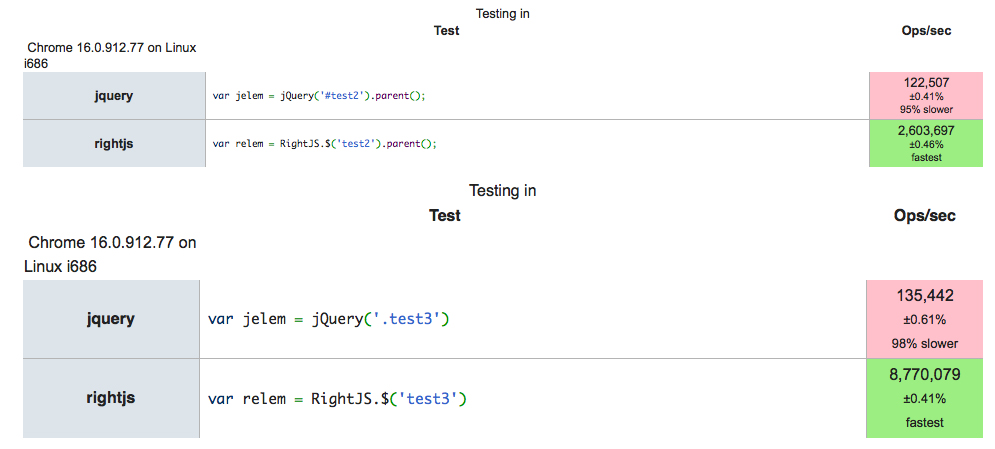 Testing in
Test Ops/sec
Chrome 16.0.912.77 on Linux
i686
jquery var jelem = jQuery('#test2').parent(); 122,507
±0.41%
95% slower
rightjs var relem = RightJS.$('test2').parent(); 2,603,697
±0.46%
fastest
Testing in
Test Ops/sec
Chrome 16.0.912.77 on
Linux i686
jquery var jelem = jQuery('.test3') 135,442
±0.61%
98% slower
rightjs var relem = RightJS.$('test3') 8,770,079
±0.41%
fastest